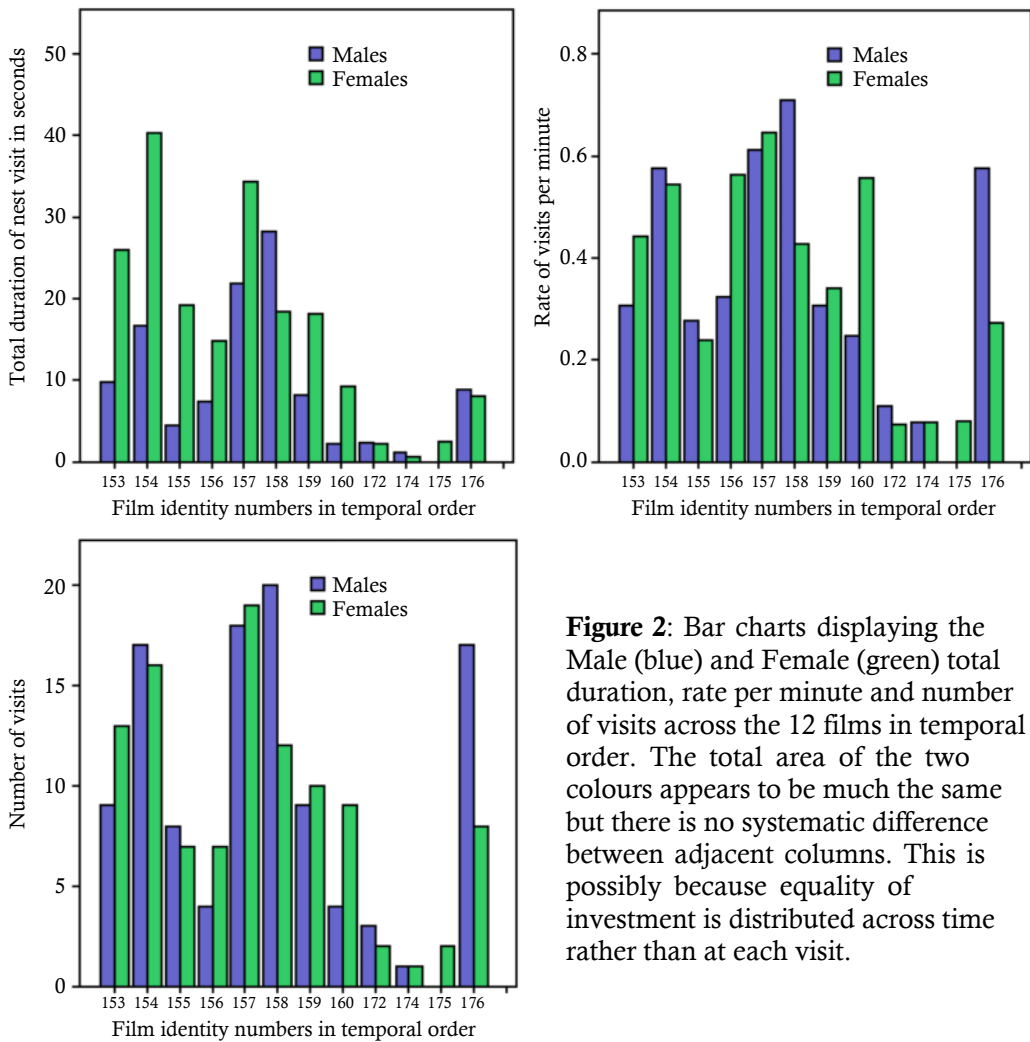 Total duration of nest visit in seconds
50
40
30
20
10
0
Males
Females
153 154 155 156 157 158 159 160 172 174 175 176
Film identity numbers in temporal order
Rate of visits per minute
0.8
0.6
0.4
0.2
0.0
Males
Females
153 154 155 156 157 158 159 160 172 174 175 176
Film identity numbers in temporal order
Number of visits
20
15
10
5
0
Males
Females
153 154 155 156 157 158 159 160 172 174 175 176
Film identity numbers in temporal order
Figure 2: Bar charts displaying the
Male (blue) and Female (green) total
duration, rate per minute and number
of visits across the 12 films in temporal
order. The total area of the two
colours appears to be much the same
but there is no systematic difference
between adjacent columns. This is
possibly because equality of
investment is distributed across time
rather than at each visit.